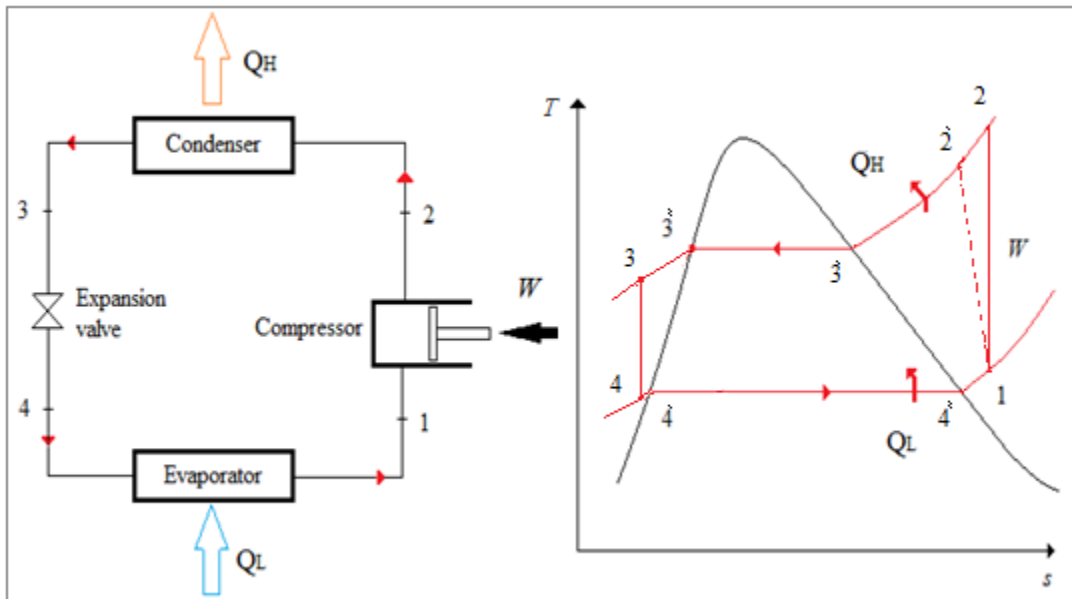 QH
Condenser
3
2
Expansion
valve
Compressor
W
4
1
Evaporator
QL
T
2
2̀
QH
3̏
3
3̀
W
4
4̀
4̏
1
QL
s